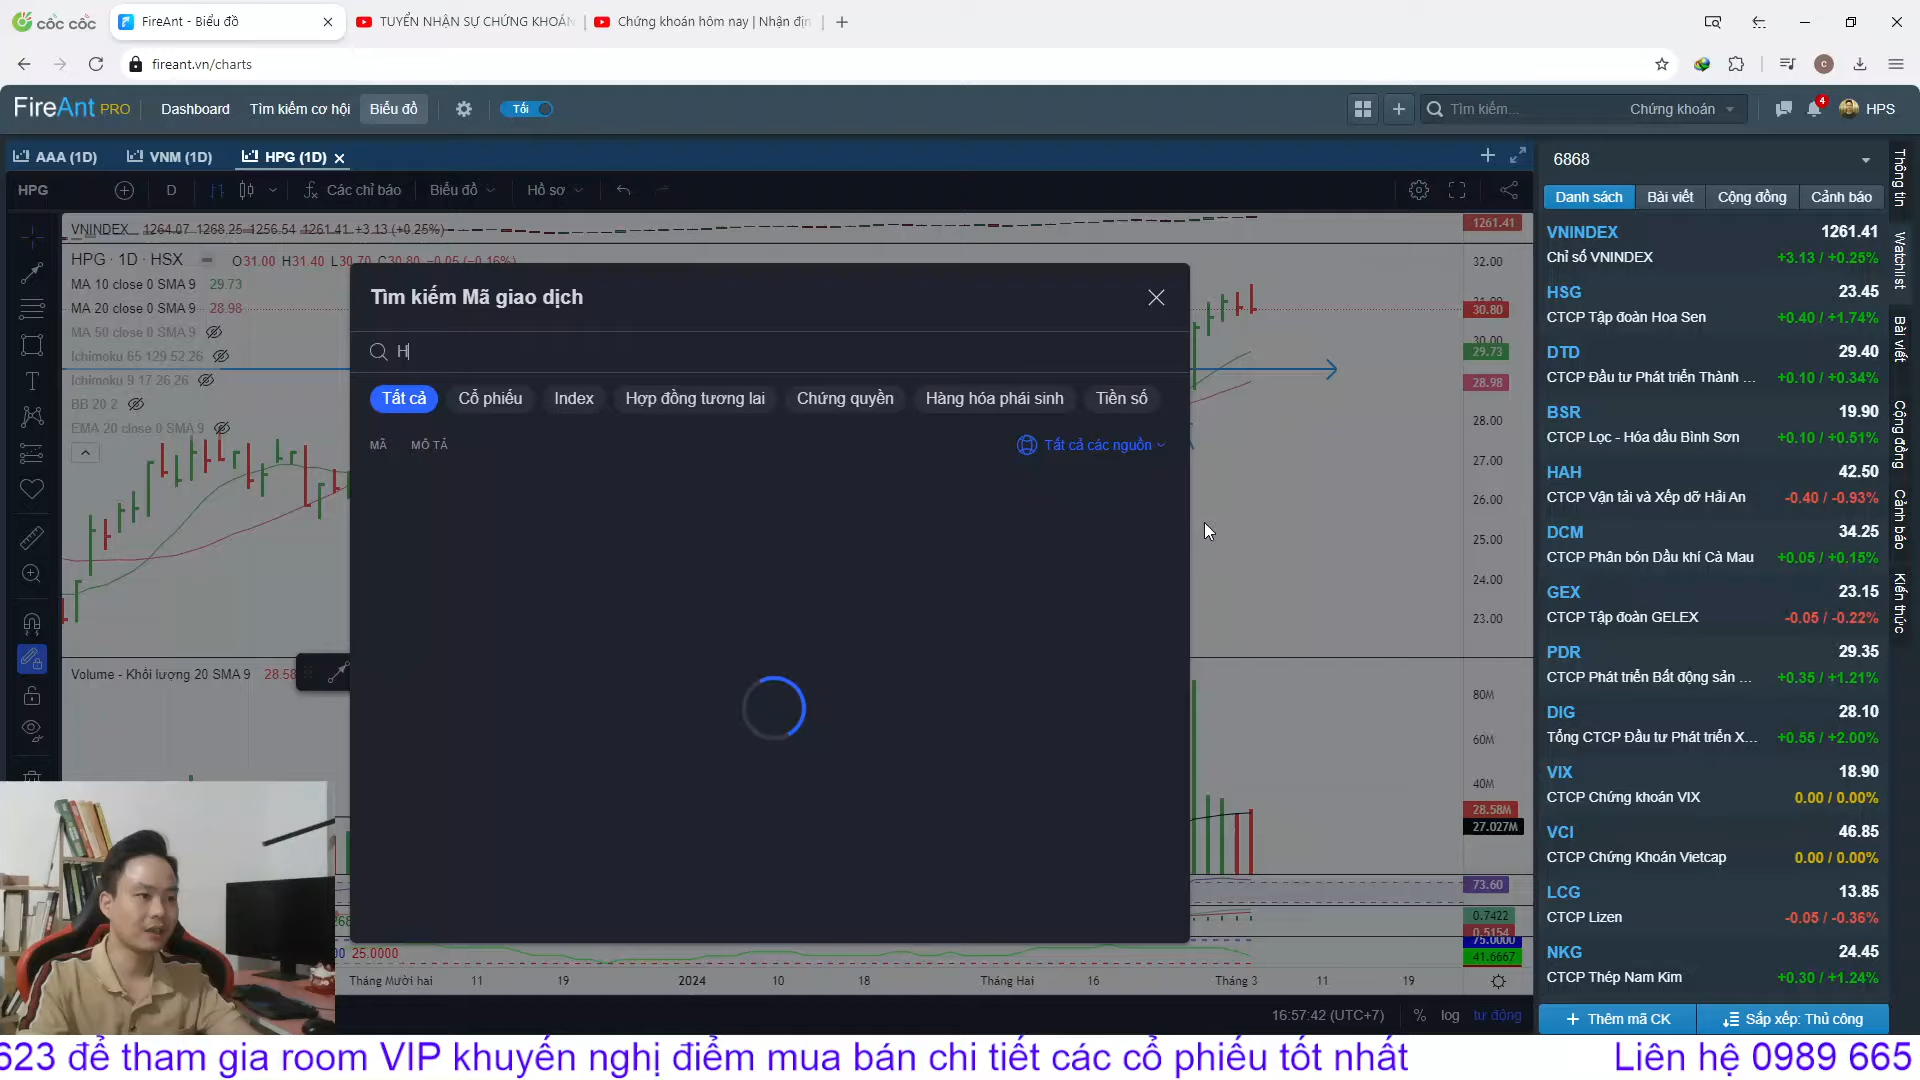 cốc cốc
FireAnt - Biểu đồ
TUYỂN NHÂN SỰ CHỨNG KHOÁN
Chứng khoán hôm nay | Nhận địn
fireant.vn/charts
FireAnt PRO
Dashboard
Tìm kiếm cơ hội
Biểu đồ
Tối
Tìm kiếm...
Chứng khoán
4
HPS
AAA (1D)
VNM (1D)
HPG (1D)
HPG
D
Các chỉ báo
Biểu đồ
Hồ sơ
VNINDEX 1264.07 1268.25 1256.54 1261.41 +3.13 (+0.25%)
HPG · 1D · HSX O31.00 H31.40 L30.70 C30.80 -0.05 (-0.16%)
MA 10 close 0 SMA 9 29.73
MA 20 close 0 SMA 9 28.98
MA 50 close 0 SMA 9
Ichimoku 65 129 52 26
Ichimoku 9 17 26 26
BB 20 2
EMA 20 close 0 SMA 9
Volume - Khối lượng 20 SMA 9 28.58
Tìm kiếm Mã giao dịch
H
Tất cả
Cổ phiếu
Index
Hợp đồng tương lai
Chứng quyền
Hàng hóa phái sinh
Tiền số
MÃ
MÔ TẢ
Tất cả các nguồn
1261.41
32.00
30.80
30.00
29.73
28.98
28.00
27.00
26.00
25.00
24.00
23.00
80M
60M
40M
28.58M
27.027M
73.60
0.7422
0.5154
75.0000
41.6667
25.0000
Tháng Mười hai
11
19
2024
10
18
Tháng Hai
16
Tháng 3
11
19
16:57:42 (UTC+7)
%
log
tự động
6868
Danh sách
Bài viết
Cộng đồng
Cảnh báo
VNINDEX 1261.41
Chỉ số VNINDEX +3.13 / +0.25%
HSG 23.45
CTCP Tập đoàn Hoa Sen +0.40 / +1.74%
DTD 29.40
CTCP Đầu tư Phát triển Thành ... +0.10 / +0.34%
BSR 19.90
CTCP Lọc - Hóa dầu Bình Sơn +0.10 / +0.51%
HAH 42.50
CTCP Vận tải và Xếp dỡ Hải An -0.40 / -0.93%
DCM 34.25
CTCP Phân bón Dầu khí Cà Mau +0.05 / +0.15%
GEX 23.15
CTCP Tập đoàn GELEX -0.05 / -0.22%
PDR 29.35
CTCP Phát triển Bất động sản ... +0.35 / +1.21%
DIG 28.10
Tổng CTCP Đầu tư Phát triển X... +0.55 / +2.00%
VIX 18.90
CTCP Chứng khoán VIX 0.00 / 0.00%
VCI 46.85
CTCP Chứng Khoán Vietcap 0.00 / 0.00%
LCG 13.85
CTCP Lizen -0.05 / -0.36%
NKG 24.45
CTCP Thép Nam Kim +0.30 / +1.24%
Thêm mã CK
Sắp xếp: Thủ công
Thông tin
Watchlist
Bài viết
Cộng đồng
Cảnh báo
Kiến thức
623 để tham gia room VIP khuyến nghị điểm mua bán chi tiết các cổ phiếu tốt nhất
Liên hệ 0989 665